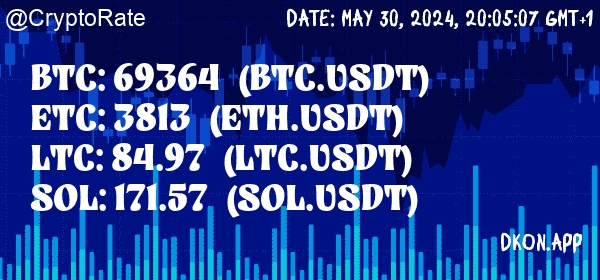 @CryptoRate
DATE: MAY 30, 2024, 20:05:07 GMT+1
BTC: 69364 (BTC.USDT)
ETC: 3813 (ETH.USDT)
LTC: 84.97 (LTC.USDT)
SOL: 171.57 (SOL.USDT)
DKON.APP